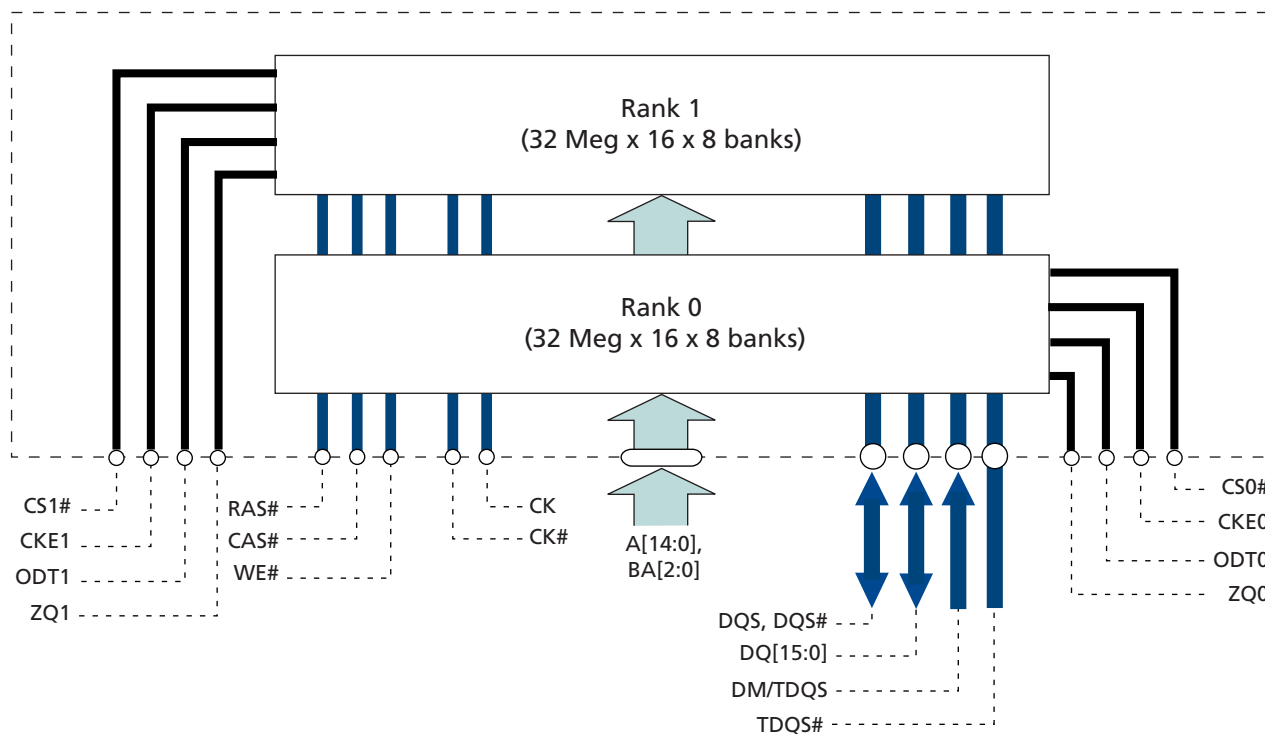 Rank 1
(32 Meg x 16 x 8 banks)
Rank 0
(32 Meg x 16 x 8 banks)
CS1#
CKE1
ODT1
ZQ1
RAS#
CAS#
WE#
CK
CK#
A[14:0],
BA[2:0]
DQS, DQS#
DQ[15:0]
DM/TDQS
TDQS#
CS0#
CKE0
ODT0
ZQ0